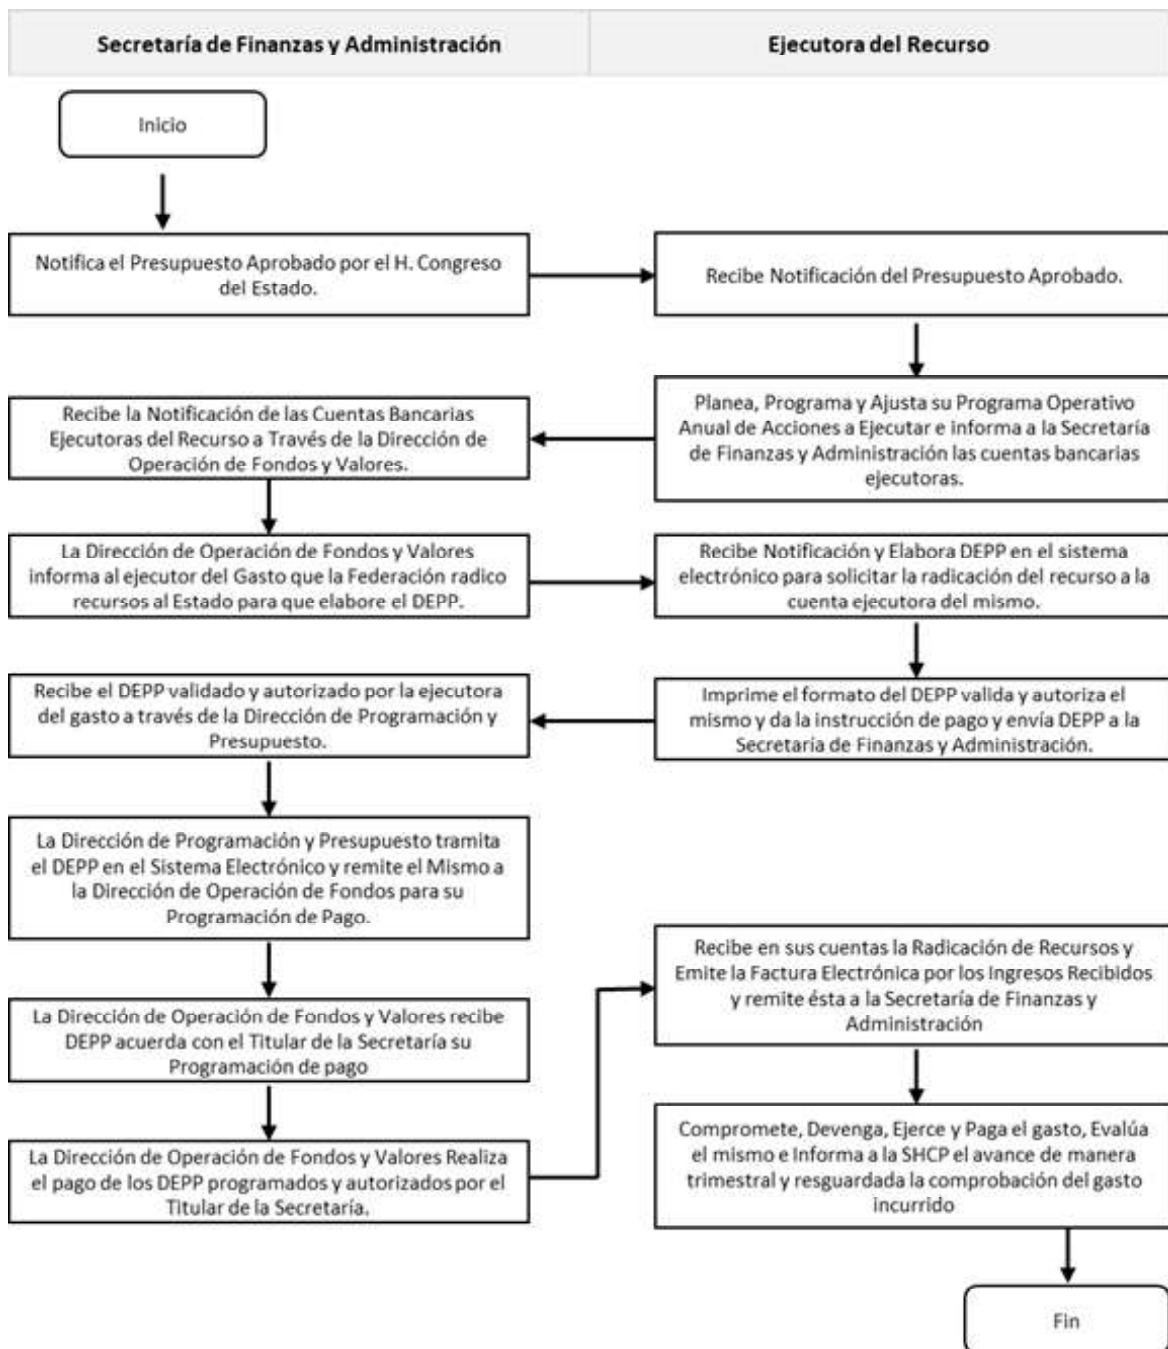 Secretaría de Finanzas y Administración
Ejecutora del Recurso
Inicio
Notifica el Presupuesto Aprobado por el H. Congreso
del Estado.
Recibe Notificación del Presupuesto Aprobado.
Planea, Programa y Ajusta su Programa Operativo
Anual de Acciones a Ejecutar e informa a la Secretaría
de Finanzas y Administración las cuentas bancarias
ejecutoras.
Recibe la Notificación de las Cuentas Bancarias
Ejecutoras del Recurso a Través de la Dirección de
Operación de Fondos y Valores.
La Dirección de Operación de Fondos y Valores
informa al ejecutor del Gasto que la Federación radico
recursos al Estado para que elabore el DEPP.
Recibe Notificación y Elabora DEPP en el sistema
electrónico para solicitar la radicación del recurso a la
cuenta ejecutora del mismo.
Imprime el formato del DEPP valida y autoriza el
mismo y da la instrucción de pago y envía DEPP a la
Secretaría de Finanzas y Administración.
Recibe el DEPP validado y autorizado por la ejecutora
del gasto a través de la Dirección de Programación y
Presupuesto.
La Dirección de Programación y Presupuesto tramita
el DEPP en el Sistema Electrónico y remite el Mismo a
la Dirección de Operación de Fondos para su
Programación de Pago.
La Dirección de Operación de Fondos y Valores recibe
DEPP acuerda con el Titular de la Secretaría su
Programación de pago
La Dirección de Operación de Fondos y Valores Realiza
el pago de los DEPP programados y autorizados por el
Titular de la Secretaría.
Recibe en sus cuentas la Radicación de Recursos y
Emite la Factura Electrónica por los Ingresos Recibidos
y remite ésta a la Secretaría de Finanzas y
Administración
Compromete, Devenga, Ejerce y Paga el gasto, Evalúa
el mismo e Informa a la SHCP el avance de manera
trimestral y resguardada la comprobación del gasto
incurrido
Fin